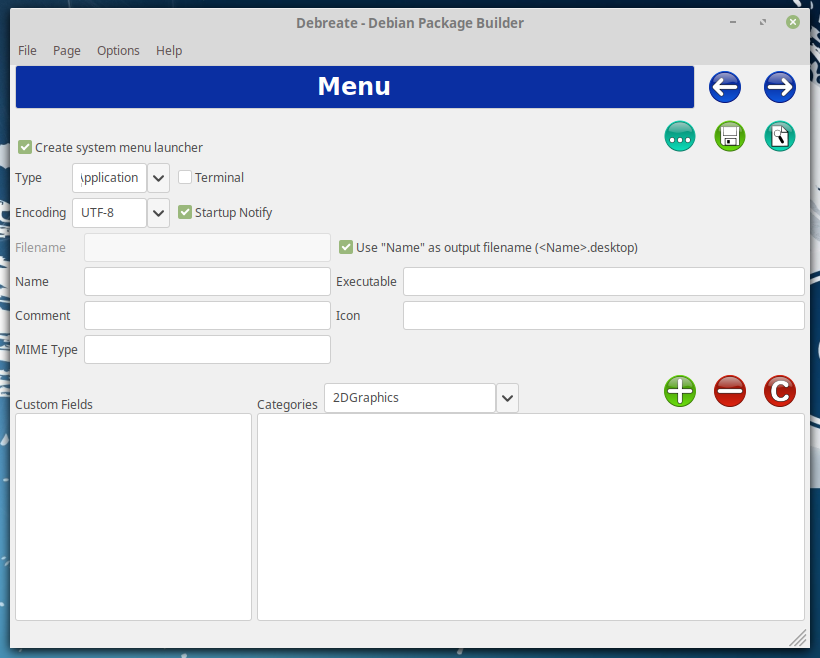 Debreate - Debian Package Builder
File Page Options Help
Menu
Create system menu launcher
Type Application Terminal
Encoding UTF-8 Startup Notify
Filename Use "Name" as output filename (<Name>.desktop)
Name Executable
Comment Icon
MIME Type
Custom Fields Categories 2DGraphics
C